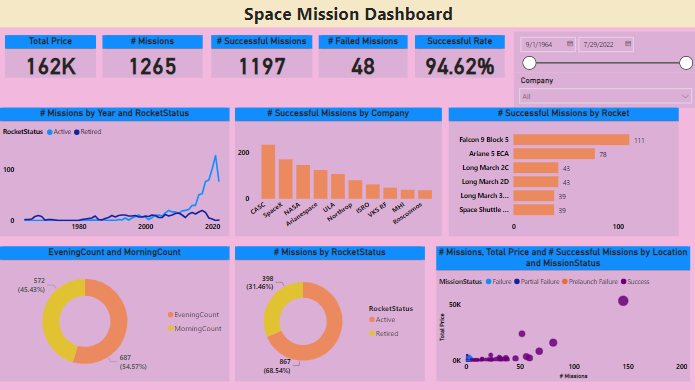 Space Mission Dashboard
Total Price
162K
# Missions
1265
# Successful Missions
1197
# Failed Missions
48
Successful Rate
94.62%
9/1/1964
7/29/2022
Company
All
# Missions by Year and RocketStatus
RocketStatus Active Retired
100
0
1980
2000
2020
# Successful Missions by Company
200
0
CASC
SpaceX
NASA
Arianespace
ULA
Northrop
ISRO
VKS RF
MHI
Roscosmos
# Successful Missions by Rocket
Falcon 9 Block 5
111
Ariane 5 ECA
78
Long March 2C
43
Long March 2D
43
Long March 3...
39
Space Shuttle ...
39
0
100
EveningCount and MorningCount
572
(45.43%)
687
(54.57%)
EveningCount
MorningCount
# Missions by RocketStatus
398
(31.46%)
867
(68.54%)
RocketStatus
Active
Retired
# Missions, Total Price and # Successful Missions by Location
and MissionStatus
MissionStatus Failure Partial Failure Prelaunch Failure Success
Total Price
50K
0K
0
50
100
150
200
# Missions